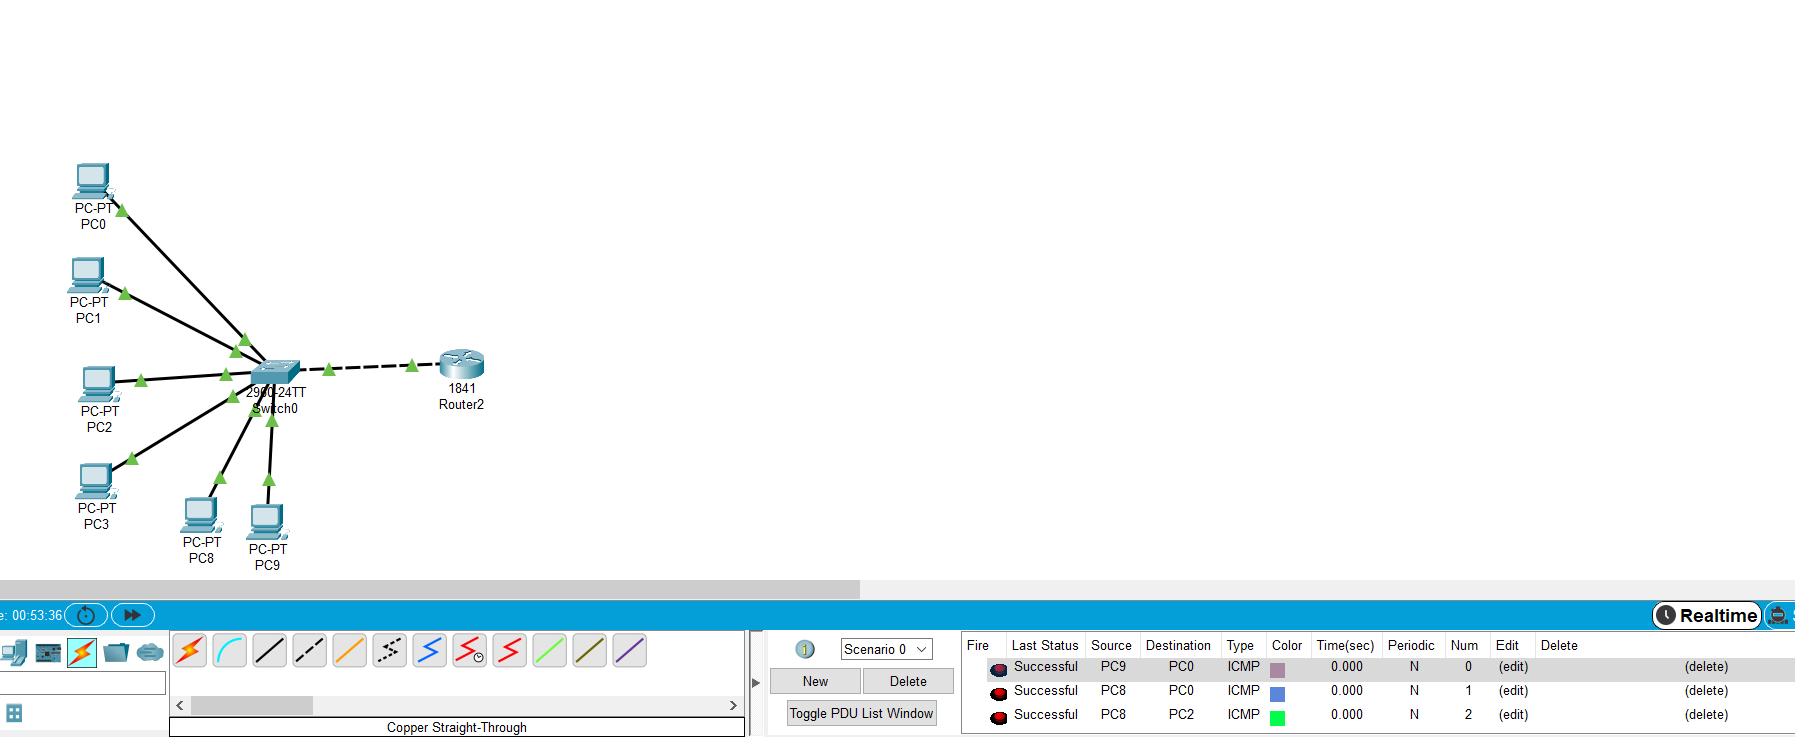 PC-PT
PC0
PC-PT
PC1
PC-PT
PC2
PC-PT
PC3
PC-PT
PC8
PC-PT
PC9
2960-24TT
Switch0
1841
Router2
e: 00:53:36
Realtime
S
Copper Straight-Through
Scenario 0
New Delete
Toggle PDU List Window
Fire Last Status Source Destination Type Color Time(sec) Periodic Num Edit Delete
Successful PC9 PC0 ICMP 0.000 N 0 (edit) (delete)
Successful PC8 PC0 ICMP 0.000 N 1 (edit) (delete)
Successful PC8 PC2 ICMP 0.000 N 2 (edit) (delete)